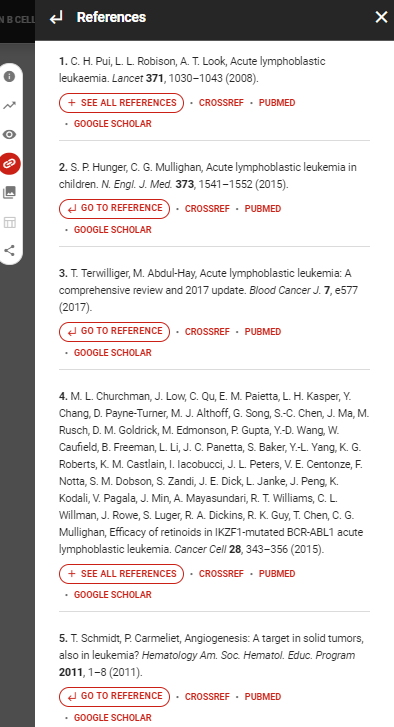 N B CELL
References
1. C. H. Pui, L. L. Robison, A. T. Look, Acute lymphoblastic
leukaemia. Lancet 371, 1030–1043 (2008).
+ SEE ALL REFERENCES • CROSSREF • PUBMED
• GOOGLE SCHOLAR
2. S. P. Hunger, C. G. Mullighan, Acute lymphoblastic leukemia in
children. N. Engl. J. Med. 373, 1541–1552 (2015).
GO TO REFERENCE • CROSSREF • PUBMED
• GOOGLE SCHOLAR
3. T. Terwilliger, M. Abdul-Hay, Acute lymphoblastic leukemia: A
comprehensive review and 2017 update. Blood Cancer J. 7, e577
(2017).
GO TO REFERENCE • CROSSREF • PUBMED
• GOOGLE SCHOLAR
4. M. L. Churchman, J. Low, C. Qu, E. M. Paietta, L. H. Kasper, Y.
Chang, D. Payne-Turner, M. J. Althoff, G. Song, S.-C. Chen, J. Ma, M.
Rusch, D. M. Goldrick, M. Edmonson, P. Gupta, Y.-D. Wang, W.
Caufield, B. Freeman, L. Li, J. C. Panetta, S. Baker, Y.-L. Yang, K. G.
Roberts, K. M. Castlain, I. Iacobucci, J. L. Peters, V. E. Centonze, F.
Notta, S. M. Dobson, S. Zandi, J. E. Dick, L. Janke, J. Peng, K.
Kodali, V. Pagala, J. Min, A. Mayasundari, R. T. Williams, C. L.
Willman, J. Rowe, S. Luger, R. A. Dickins, R. K. Guy, T. Chen, C. G.
Mullighan, Efficacy of retinoids in IKZF1-mutated BCR-ABL1 acute
lymphoblastic leukemia. Cancer Cell 28, 343–356 (2015).
+ SEE ALL REFERENCES • CROSSREF • PUBMED
• GOOGLE SCHOLAR
5. T. Schmidt, P. Carmeliet, Angiogenesis: A target in solid tumors,
also in leukemia? Hematology Am. Soc. Hematol. Educ. Program
2011, 1–8 (2011).
GO TO REFERENCE • CROSSREF • PUBMED
• GOOGLE SCHOLAR